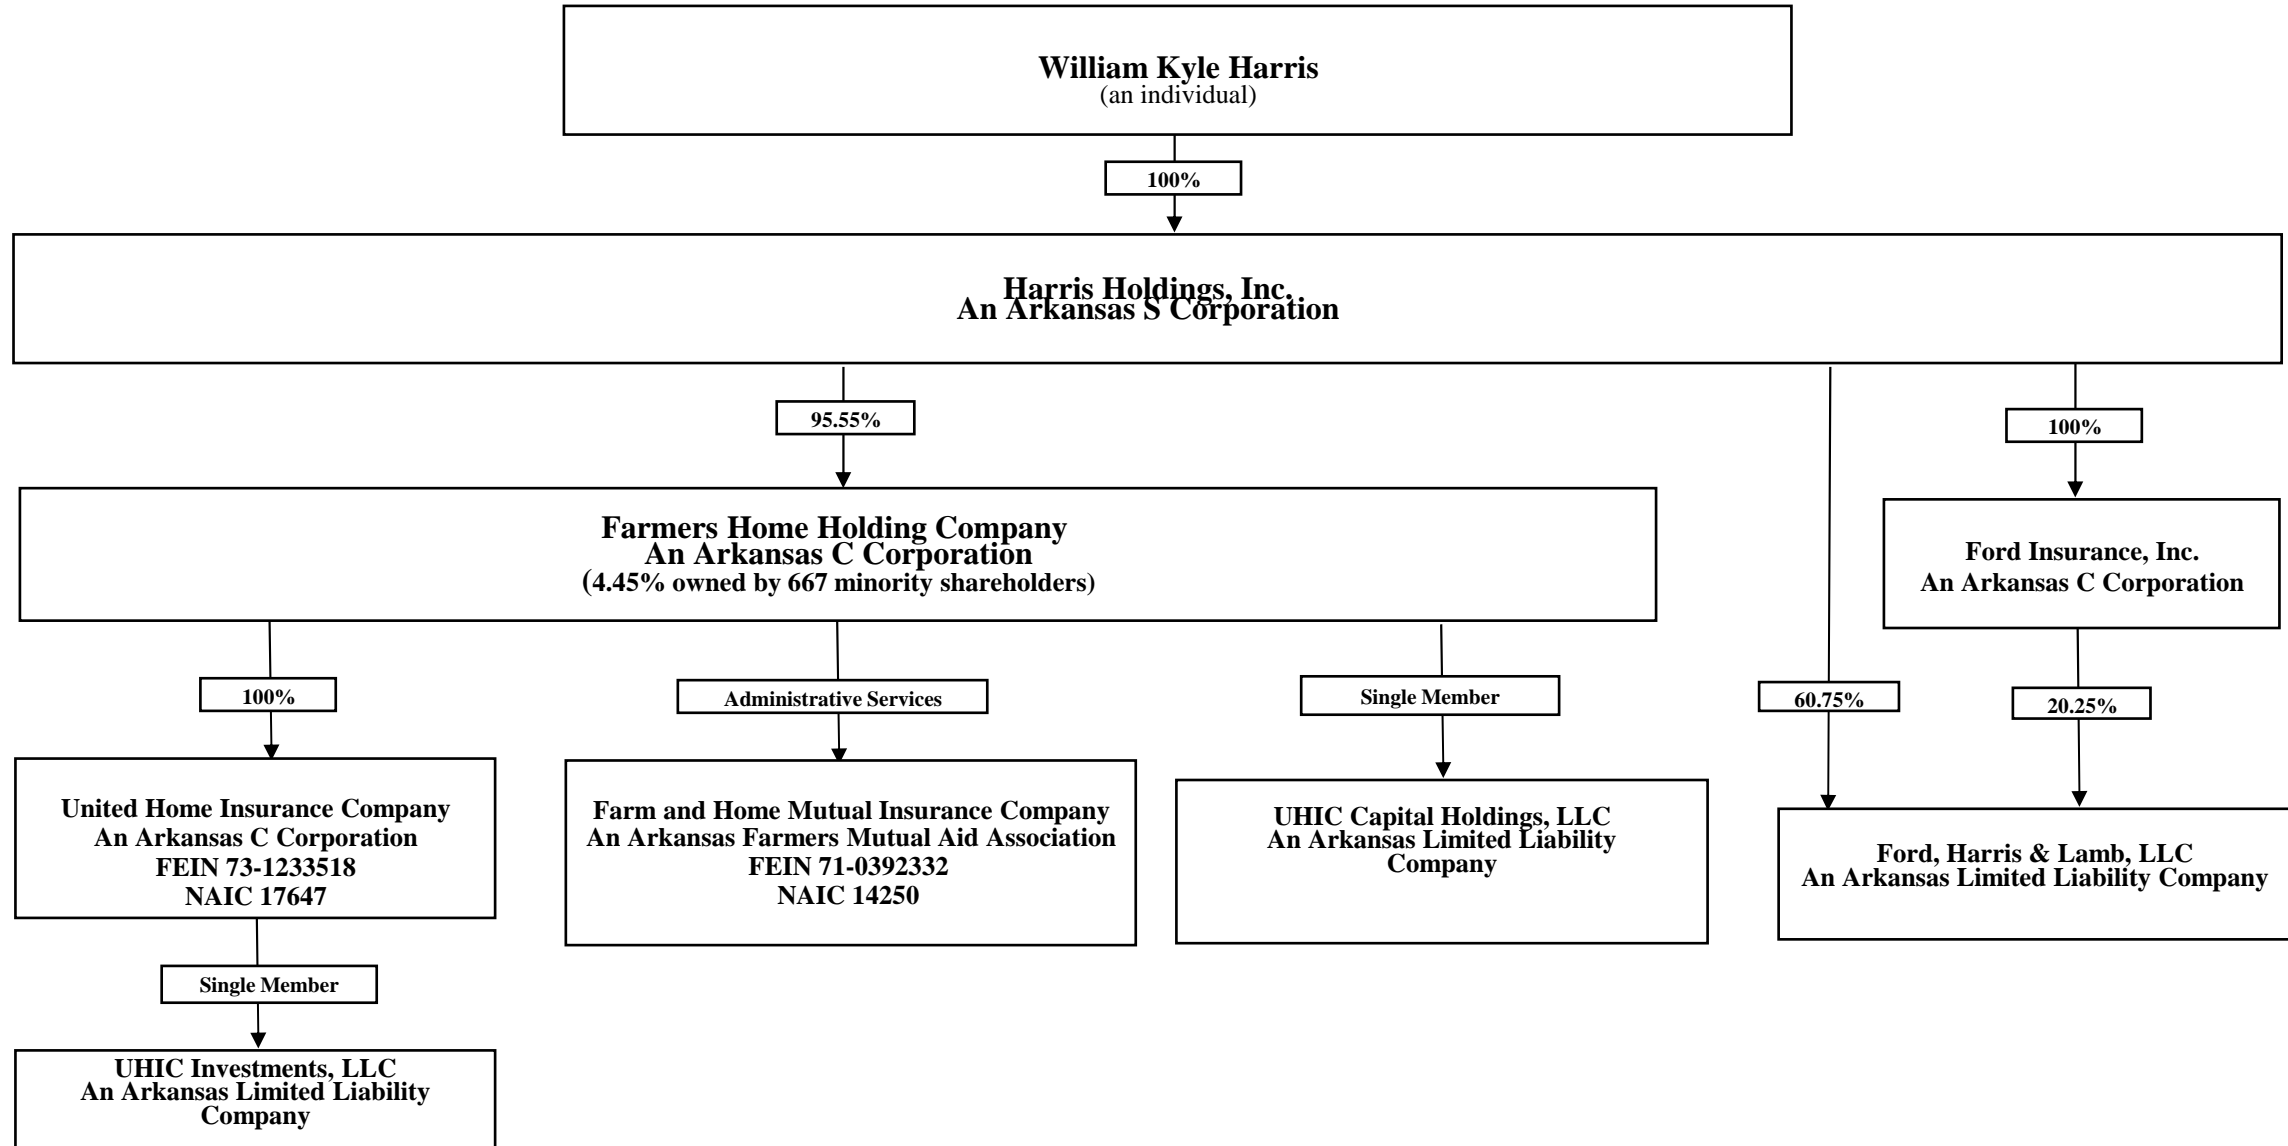 William Kyle Harris
(an individual)
100%
Harris Holdings, Inc.
An Arkansas S Corporation
95.55%
100%
Farmers Home Holding Company
An Arkansas C Corporation
(4.45% owned by 667 minority shareholders)
Ford Insurance, Inc.
An Arkansas C Corporation
100%
Administrative Services
Single Member
60.75%
20.25%
United Home Insurance Company
An Arkansas C Corporation
FEIN 73-1233518
NAIC 17647
Farm and Home Mutual Insurance Company
An Arkansas Farmers Mutual Aid Association
FEIN 71-0392332
NAIC 14250
UHIC Capital Holdings, LLC
An Arkansas Limited Liability
Company
Ford, Harris & Lamb, LLC
An Arkansas Limited Liability Company
Single Member
UHIC Investments, LLC
An Arkansas Limited Liability
Company